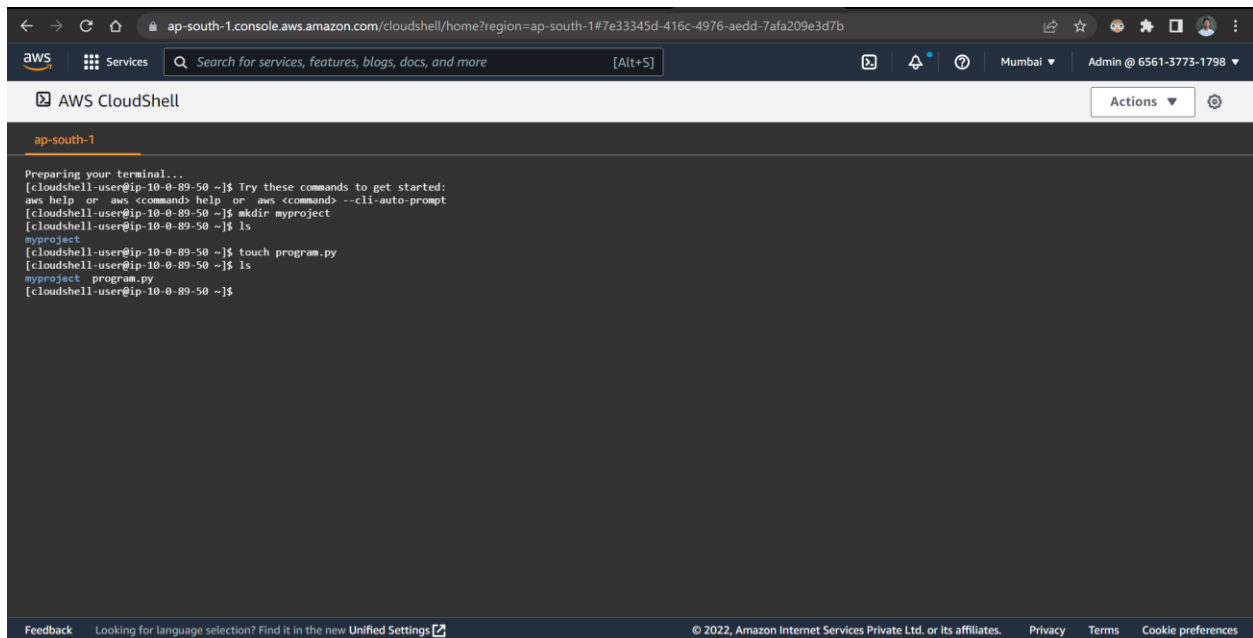 ap-south-1.console.aws.amazon.com/cloudshell/home?region=ap-south-1#7e33345d-416c-4976-aedd-7afa209e3d7b
aws Services Search for services, features, blogs, docs, and more [Alt+S] Mumbai ▼ Admin @ 6561-3773-1798 ▼
AWS CloudShell Actions ▼
ap-south-1
Preparing your terminal...
[cloudshell-user@ip-10-0-89-50 ~]$ Try these commands to get started:
aws help or aws <command> help or aws <command> --cli-auto-prompt
[cloudshell-user@ip-10-0-89-50 ~]$ mkdir myproject
[cloudshell-user@ip-10-0-89-50 ~]$ ls
myproject
[cloudshell-user@ip-10-0-89-50 ~]$ touch program.py
[cloudshell-user@ip-10-0-89-50 ~]$ ls
myproject program.py
[cloudshell-user@ip-10-0-89-50 ~]$
Feedback Looking for language selection? Find it in the new Unified Settings © 2022, Amazon Internet Services Private Ltd. or its affiliates. Privacy Terms Cookie preferences